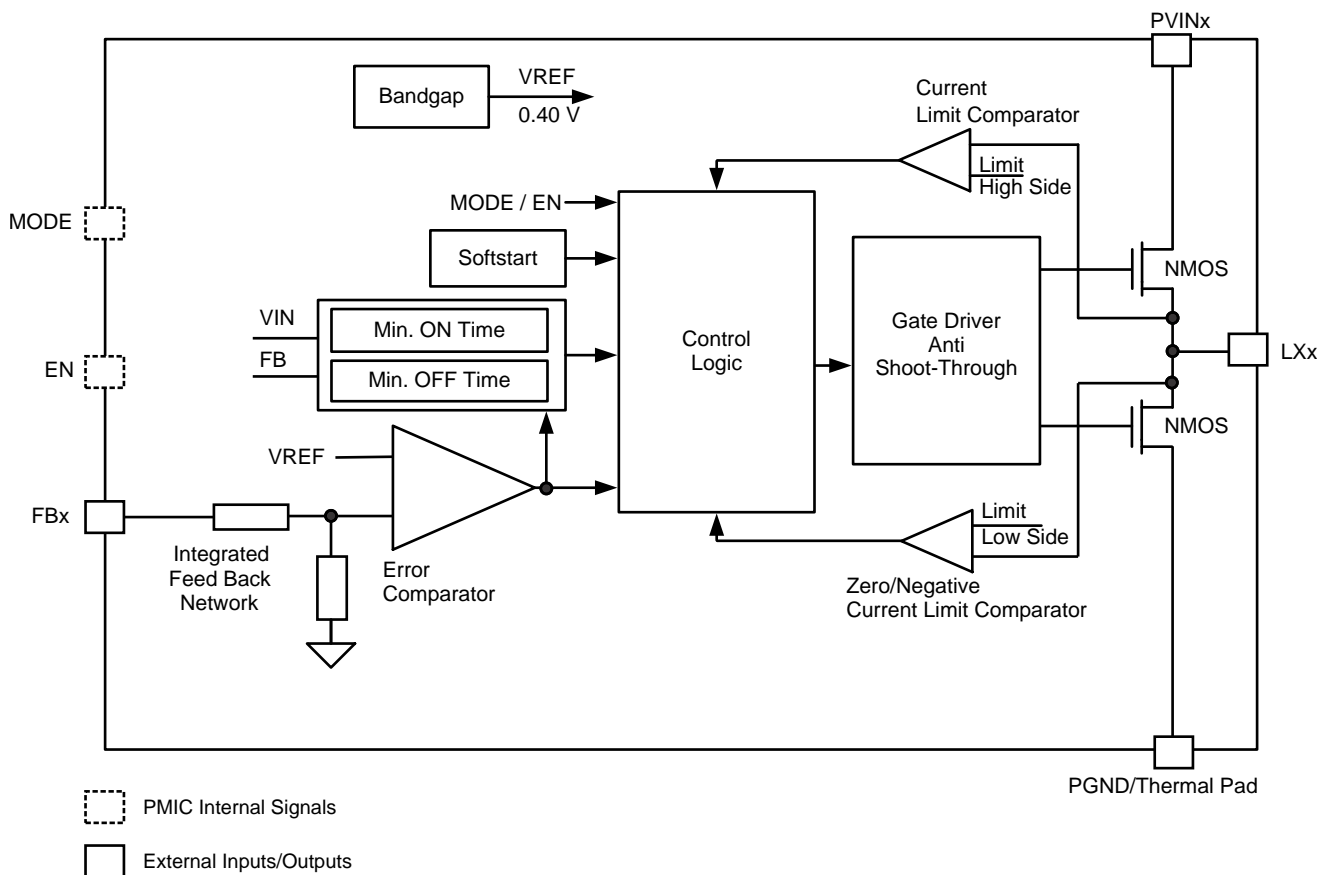 PVINx
Bandgap
VREF
0.40 V
Current
Limit Comparator
Limit
High Side
MODE
MODE / EN
Softstart
NMOS
VIN
FB
Min. ON Time
Min. OFF Time
Control
Logic
Gate Driver
Anti
Shoot-Through
LXx
EN
NMOS
VREF
FBx
Integrated
Feed Back
Network
Error
Comparator
Limit
Low Side
Zero/Negative
Current Limit Comparator
PGND/Thermal Pad
PMIC Internal Signals
External Inputs/Outputs